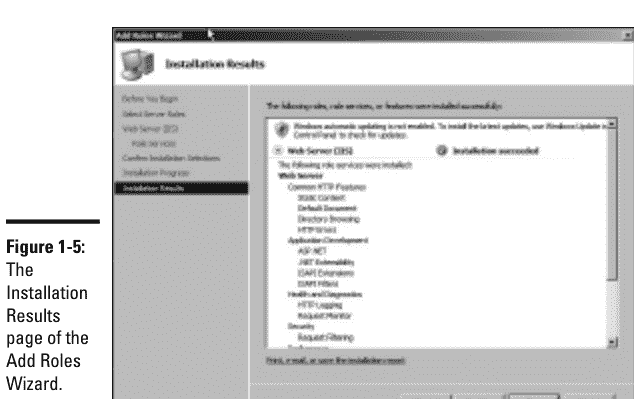 Add Roles Wizard
Installation Results
Before You Begin
Select Server Roles
Web Server (IIS)
Role Services
Confirm Installation Selections
Installation Progress
Installation Results
The following roles, role services, or features were installed successfully:
Windows automatic updating is not enabled. To install the latest updates, use Windows Update in
Control Panel to check for updates.
Web Server (IIS) Installation succeeded
The following role services were installed:
Web Server
Common HTTP Features
Static Content
Default Document
Directory Browsing
HTTP Errors
Application Development
ASP.NET
.NET Extensibility
ISAPI Extensions
ISAPI Filters
Health and Diagnostics
HTTP Logging
Request Monitor
Security
Request Filtering
Print, e-mail, or save the installation report
Figure 1-5:
The
Installation
Results
page of the
Add Roles
Wizard.